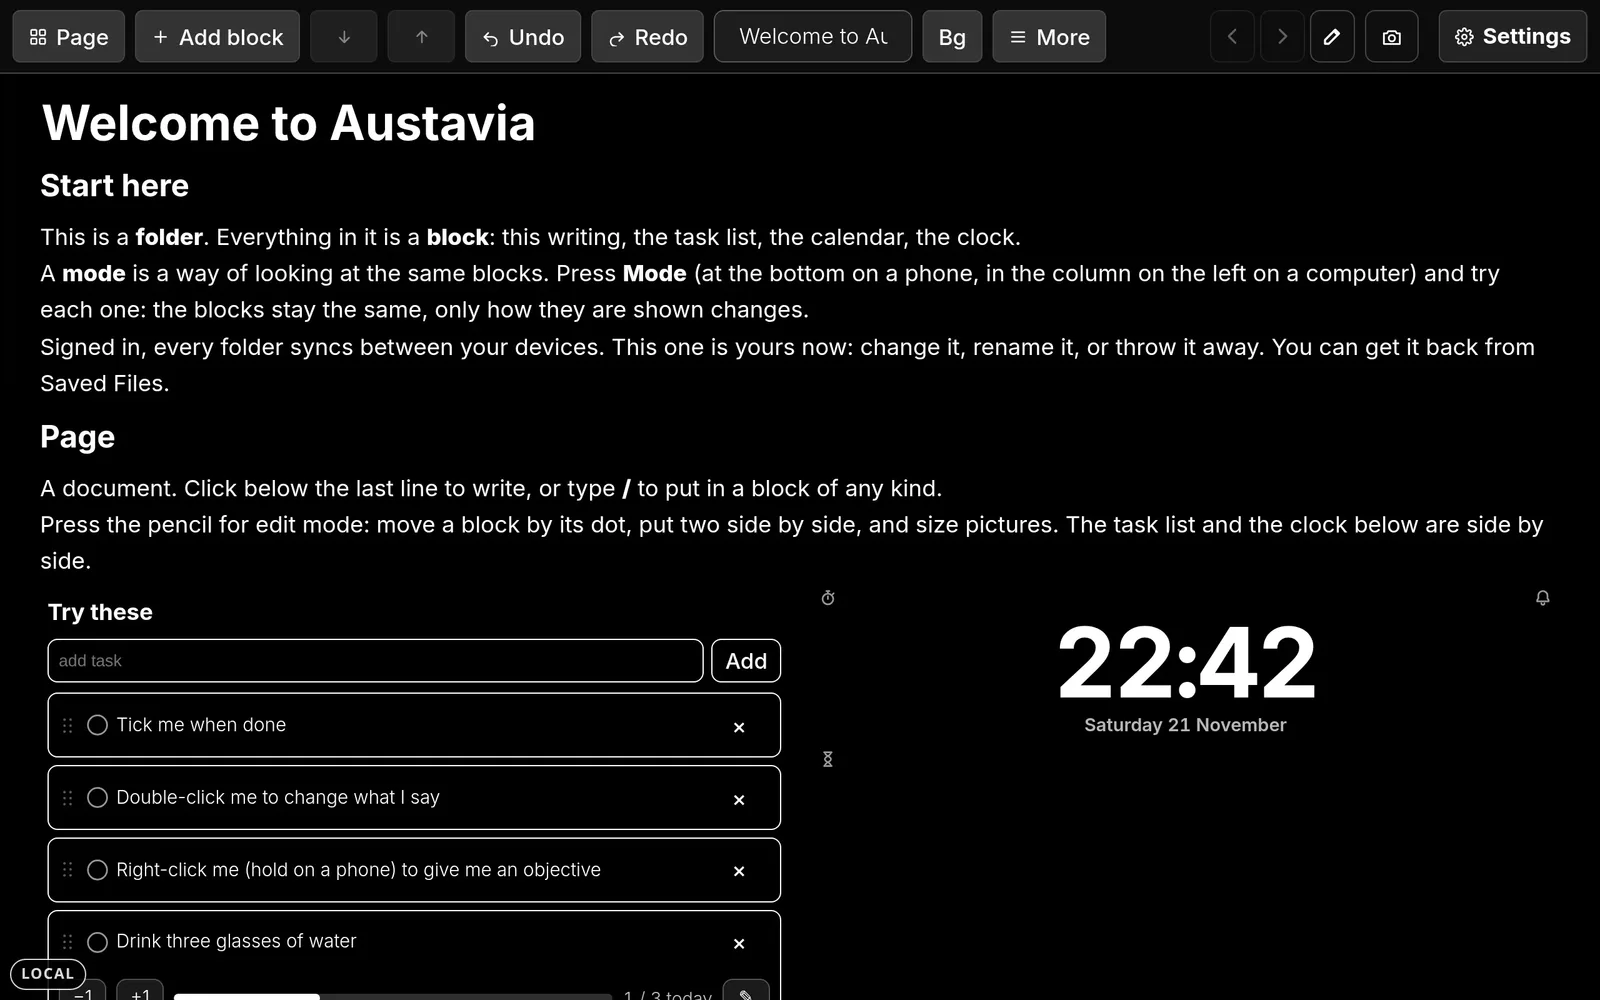 Page
Add block
Undo
Redo
Welcome to Au
Bg
More
Settings
Welcome to Austavia
Start here
This is a folder. Everything in it is a block: this writing, the task list, the calendar, the clock.
A mode is a way of looking at the same blocks. Press Mode (at the bottom on a phone, in the column on the left on a computer) and try
each one: the blocks stay the same, only how they are shown changes.
Signed in, every folder syncs between your devices. This one is yours now: change it, rename it, or throw it away. You can get it back from
Saved Files.
Page
A document. Click below the last line to write, or type / to put in a block of any kind.
Press the pencil for edit mode: move a block by its dot, put two side by side, and size pictures. The task list and the clock below are side by
side.
Try these
add task
Add
Tick me when done
Double-click me to change what I say
Right-click me (hold on a phone) to give me an objective
Drink three glasses of water
−1
+1
1 / 3 today
22:42
Saturday 21 November
LOCAL